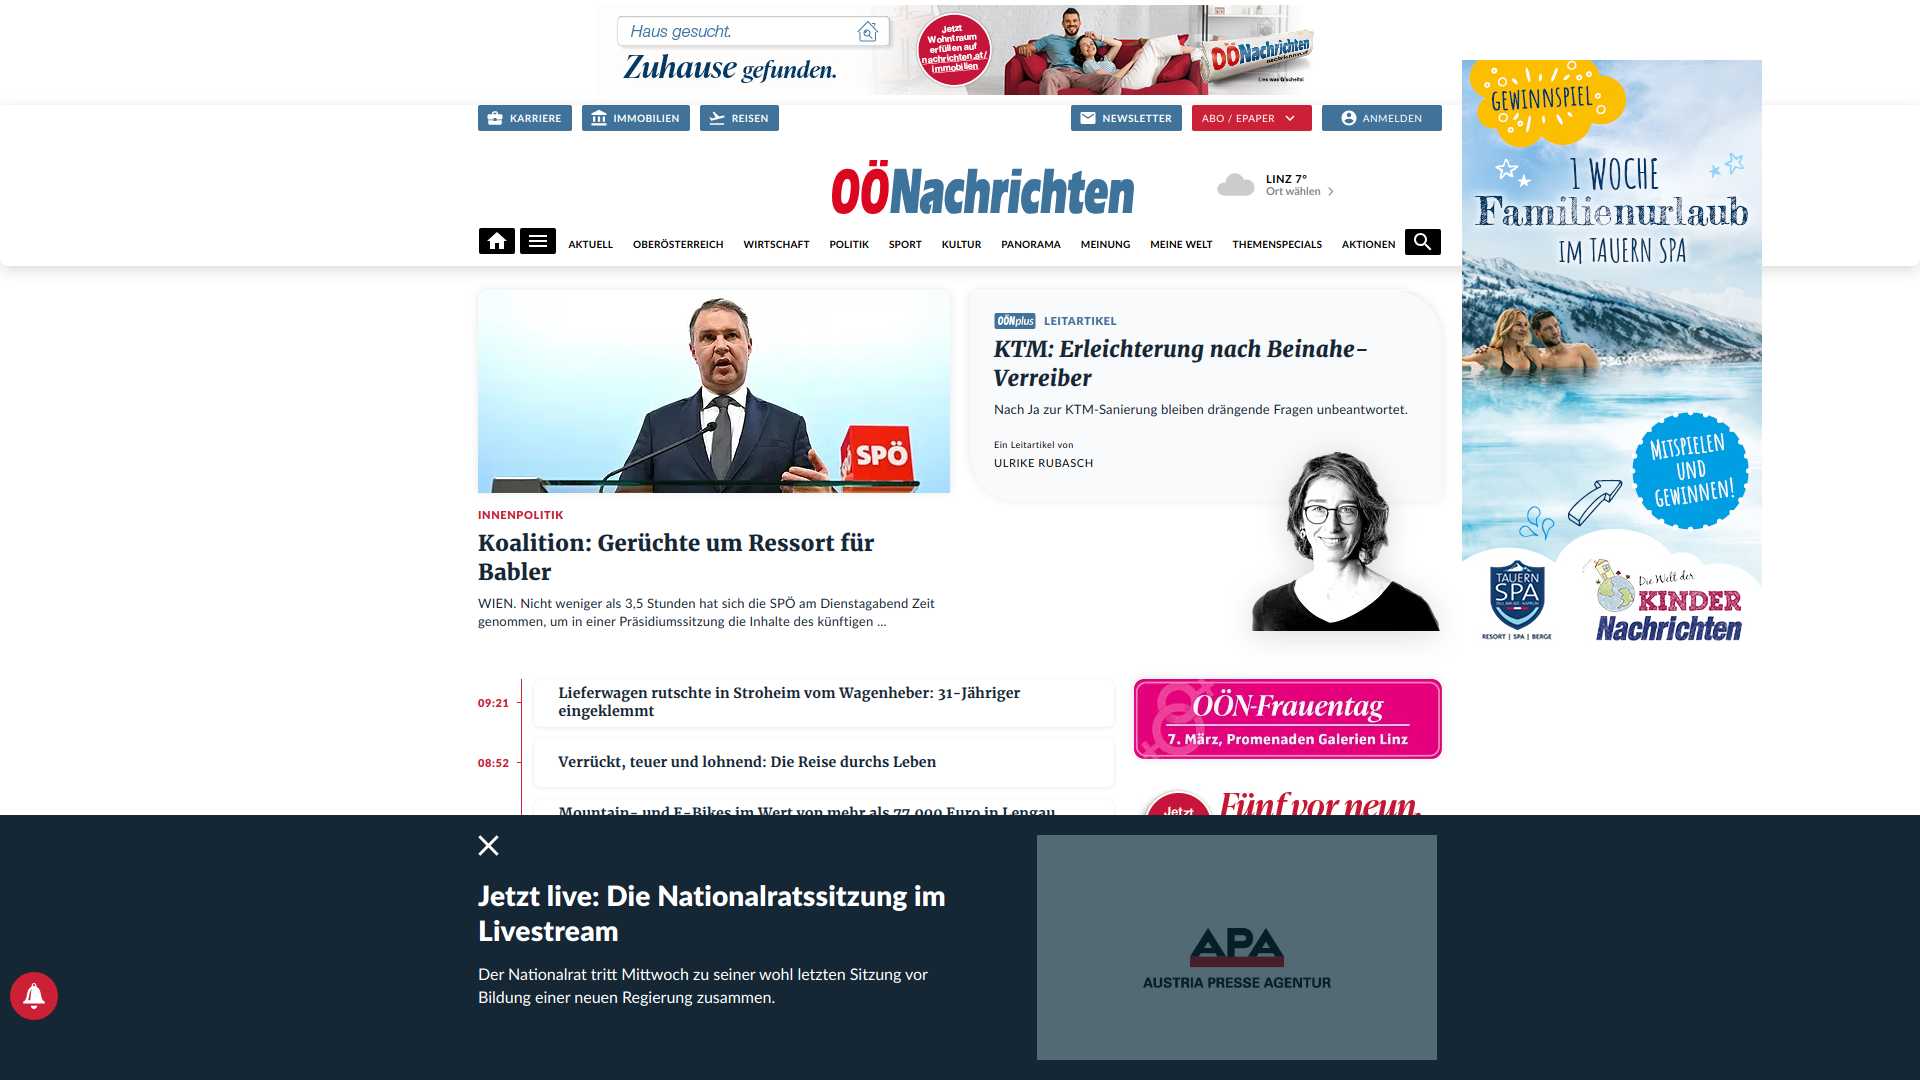 Haus gesucht.
Zuhause gefunden.
Jetzt
Wohntraum
erfüllen auf
nachrichten.at/
immobilien
OÖNachrichten
Lies was G'scheites!
KARRIERE
IMMOBILIEN
REISEN
NEWSLETTER
ABO / EPAPER
ANMELDEN
OÖNachrichten
LINZ 7°
Ort wählen
AKTUELL
OBERÖSTERREICH
WIRTSCHAFT
POLITIK
SPORT
KULTUR
PANORAMA
MEINUNG
MEINE WELT
THEMENSPECIALS
AKTIONEN
GEWINNSPIEL
1 WOCHE
Familienurlaub
IM TAUERN SPA
MITSPIELEN
UND
GEWINNEN!
TAUERN
SPA
RESORT | SPA | BERGE
Die Welt der
KINDER
Nachrichten
SPÖ
INNENPOLITIK
Koalition: Gerüchte um Ressort für
Babler
WIEN. Nicht weniger als 3,5 Stunden hat sich die SPÖ am Dienstagabend Zeit
genommen, um in einer Präsidiumssitzung die Inhalte des künftigen ...
OÖNplus LEITARTIKEL
KTM: Erleichterung nach Beinahe-
Verreiber
Nach Ja zur KTM-Sanierung bleiben drängende Fragen unbeantwortet.
Ein Leitartikel von
ULRIKE RUBASCH
09:21
Lieferwagen rutschte in Stroheim vom Wagenheber: 31-Jähriger
eingeklemmt
08:52
Verrückt, teuer und lohnend: Die Reise durchs Leben
Mountain- und E-Bikes im Wert von mehr als 77.000 Euro in Lengau
OÖN-Frauentag
7. März, Promenaden Galerien Linz
Jetzt
Fünf vor neun.
Jetzt live: Die Nationalratssitzung im
Livestream
Der Nationalrat tritt Mittwoch zu seiner wohl letzten Sitzung vor
Bildung einer neuen Regierung zusammen.
APA
AUSTRIA PRESSE AGENTUR